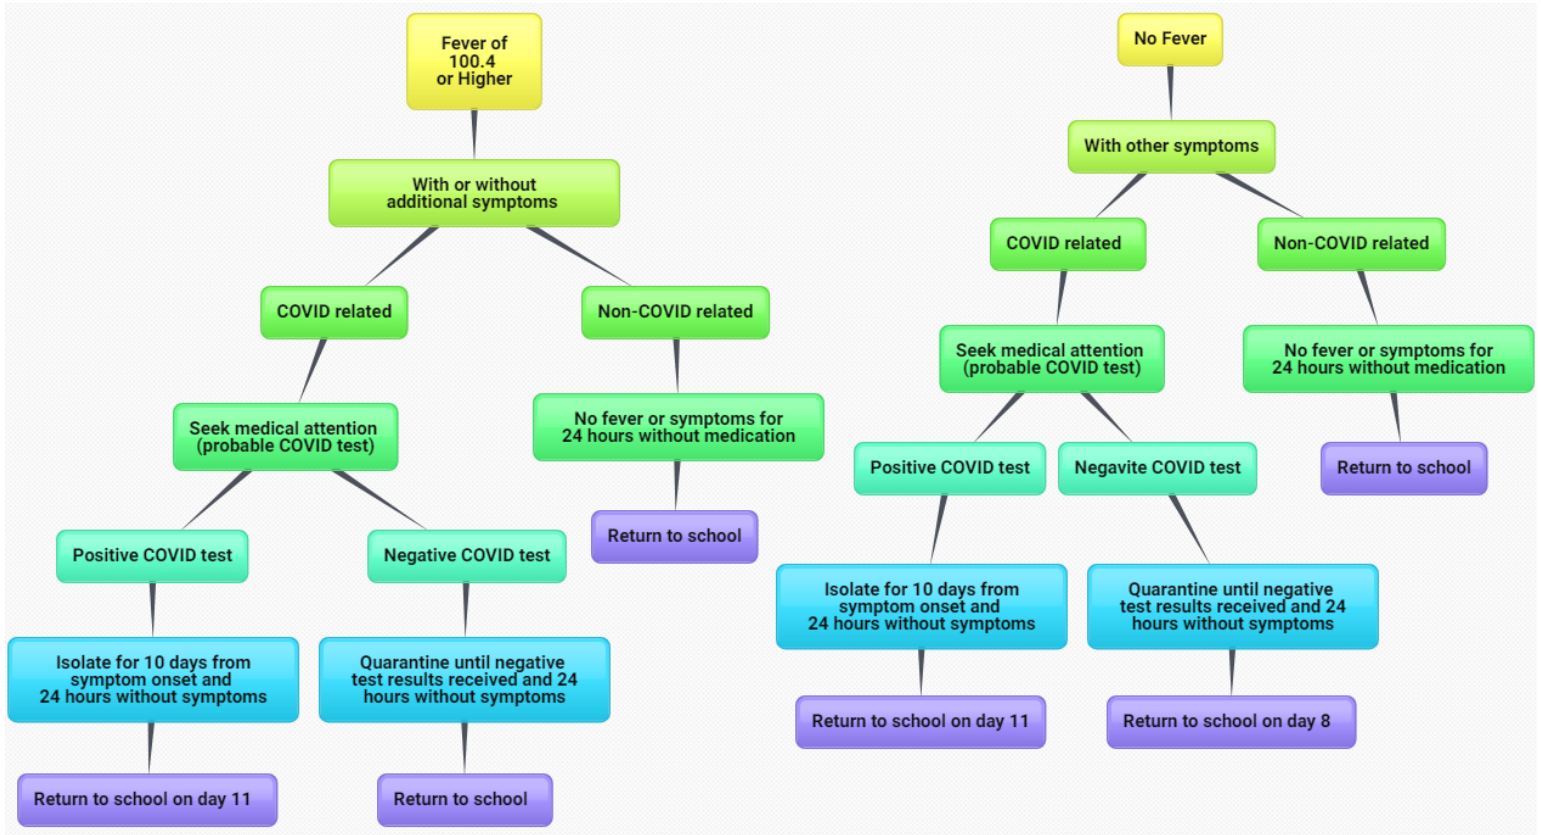 Fever of
100.4
or Higher
With or without
additional symptoms
COVID related
Non-COVID related
Seek medical attention
(probable COVID test)
No fever or symptoms for
24 hours without medication
Return to school
Positive COVID test
Negative COVID test
Isolate for 10 days from
symptom onset and
24 hours without symptoms
Quarantine until negative
test results received and 24
hours without symptoms
Return to school on day 11
Return to school
No Fever
With other symptoms
COVID related
Non-COVID related
Seek medical attention
(probable COVID test)
No fever or symptoms for
24 hours without medication
Positive COVID test
Negavite COVID test
Return to school
Isolate for 10 days from
symptom onset and
24 hours without symptoms
Quarantine until negative
test results received and 24
hours without symptoms
Return to school on day 11
Return to school on day 8